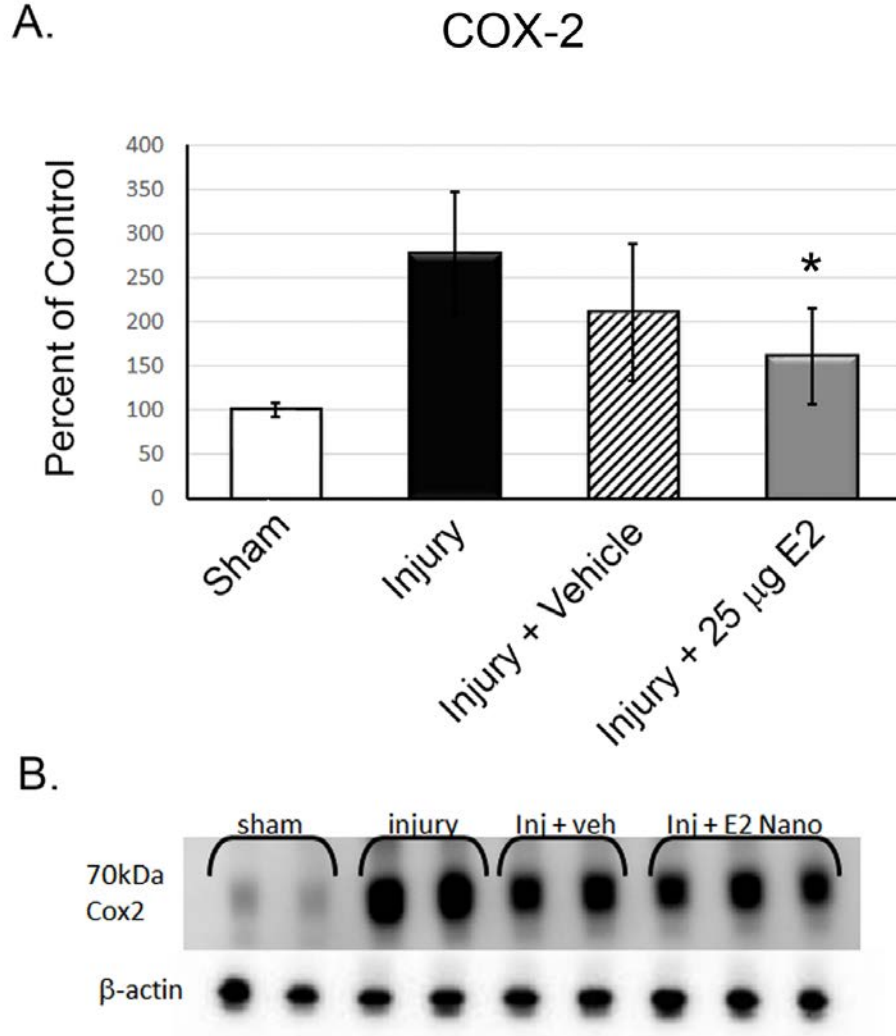 A.
COX-2
Percent of Control
400
350
300
250
200
150
100
50
0
*
Sham
Injury
Injury + Vehicle
Injury + 25 μg E2
B.
sham injury Inj + veh Inj + E2 Nano
70kDa
Cox2
β-actin